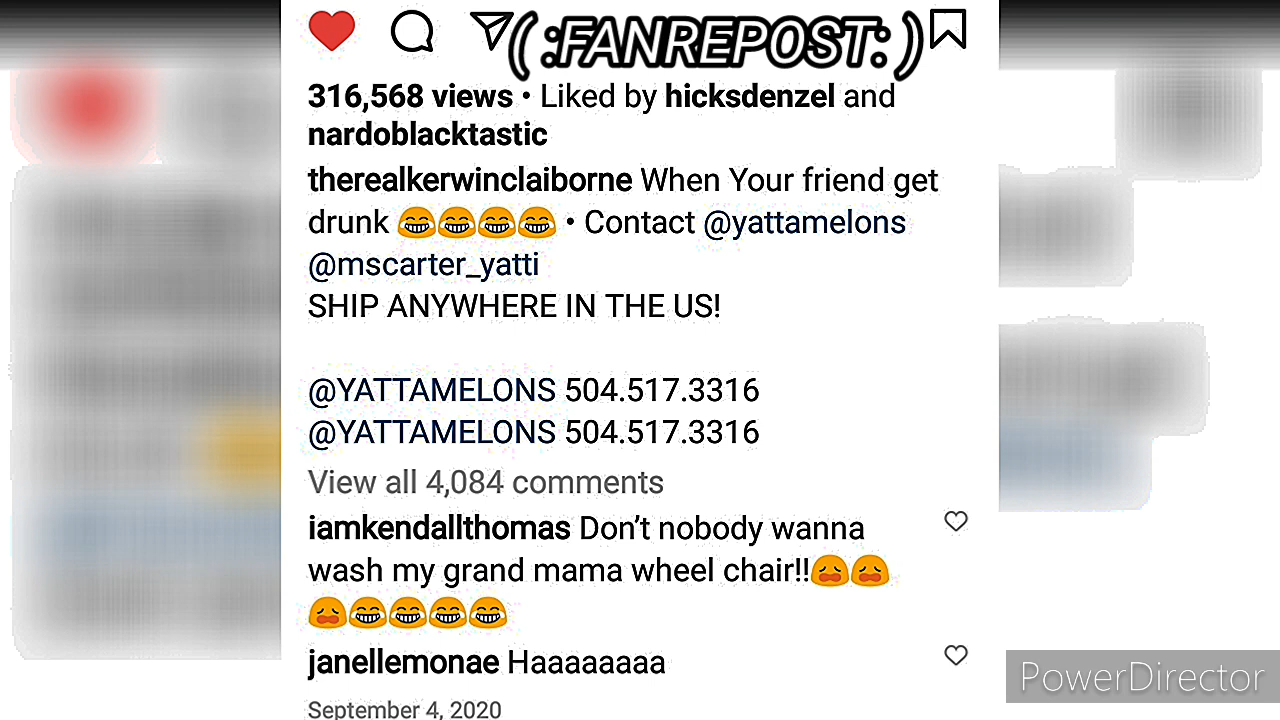 ( :FANREPOST: )
316,568 views • Liked by hicksdenzel and
nardoblacktastic
therealkerwinclaiborne When Your friend get
drunk 😂😂😂😂 • Contact @yattamelons
@mscarter_yatti
SHIP ANYWHERE IN THE US!
@YATTAMELONS 504.517.3316
@YATTAMELONS 504.517.3316
View all 4,084 comments
iamkendallthomas Don’t nobody wanna
wash my grand mama wheel chair!!😩😩
😩😂😂😂😂
janellemonae Haaaaaaaa
September 4, 2020
PowerDirector